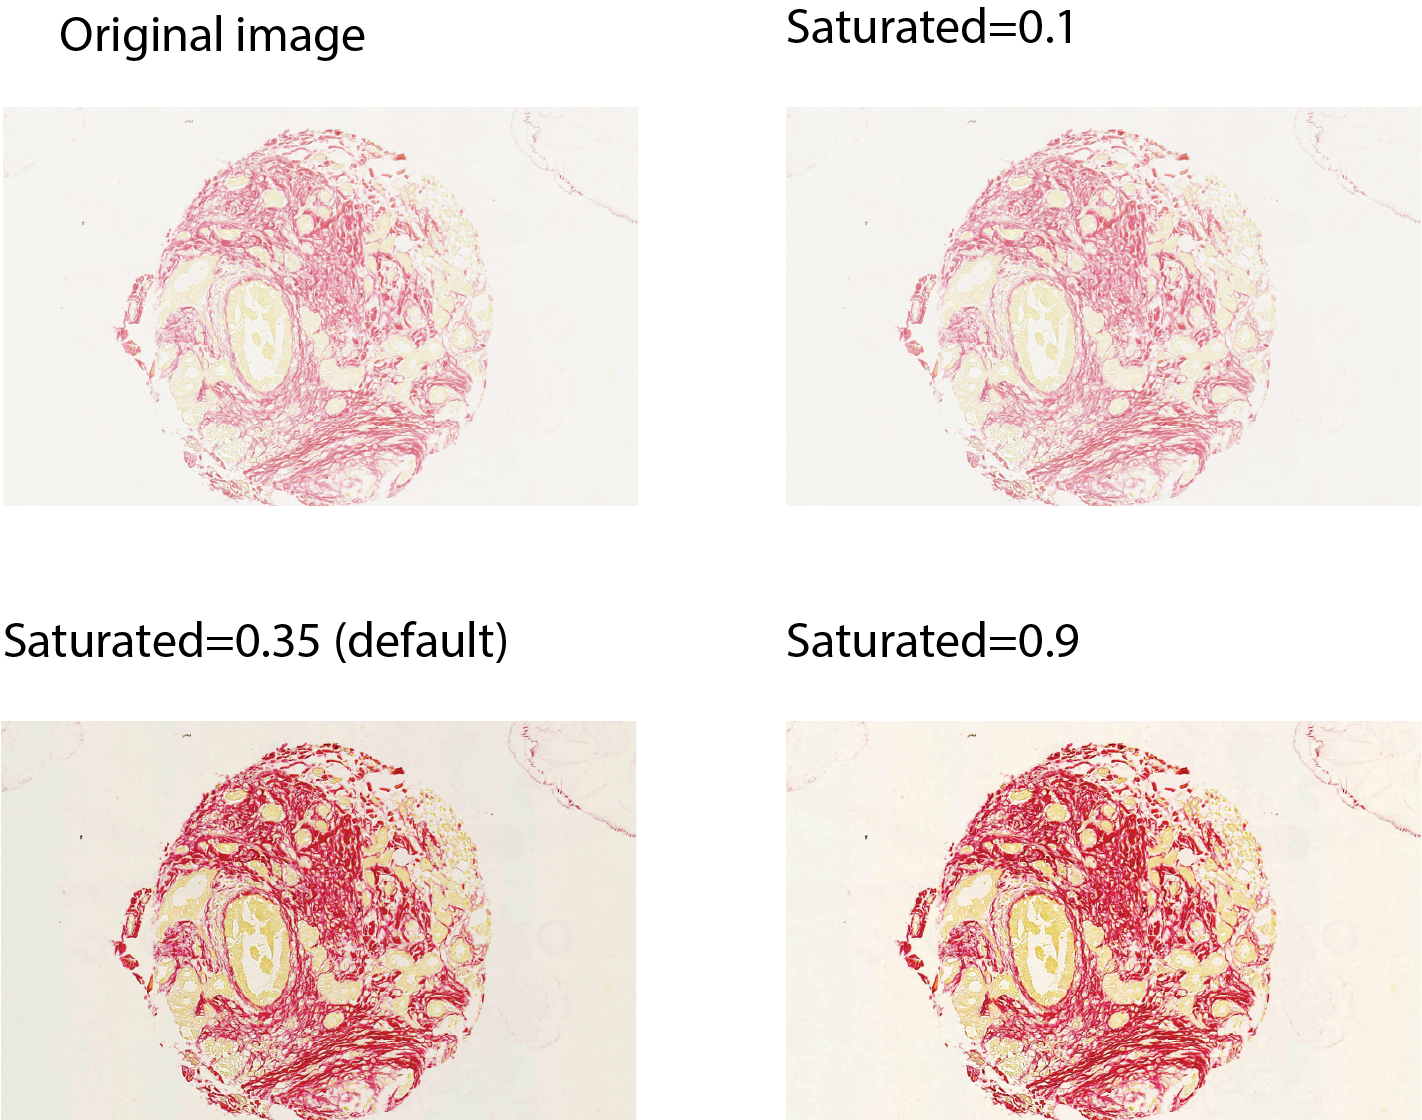 Original image
Saturated=0.1
Saturated=0.35 (default)
Saturated=0.9